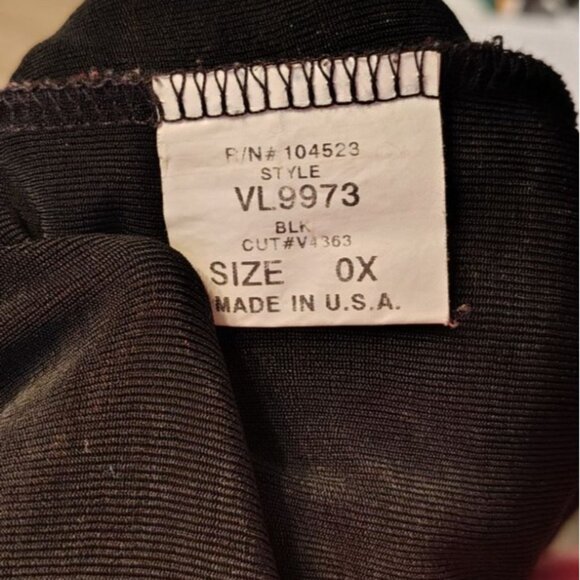 R/N# 104523
STYLE
VL9973
BLK
CUT#V4363
SIZE 0X
MADE IN U.S.A.